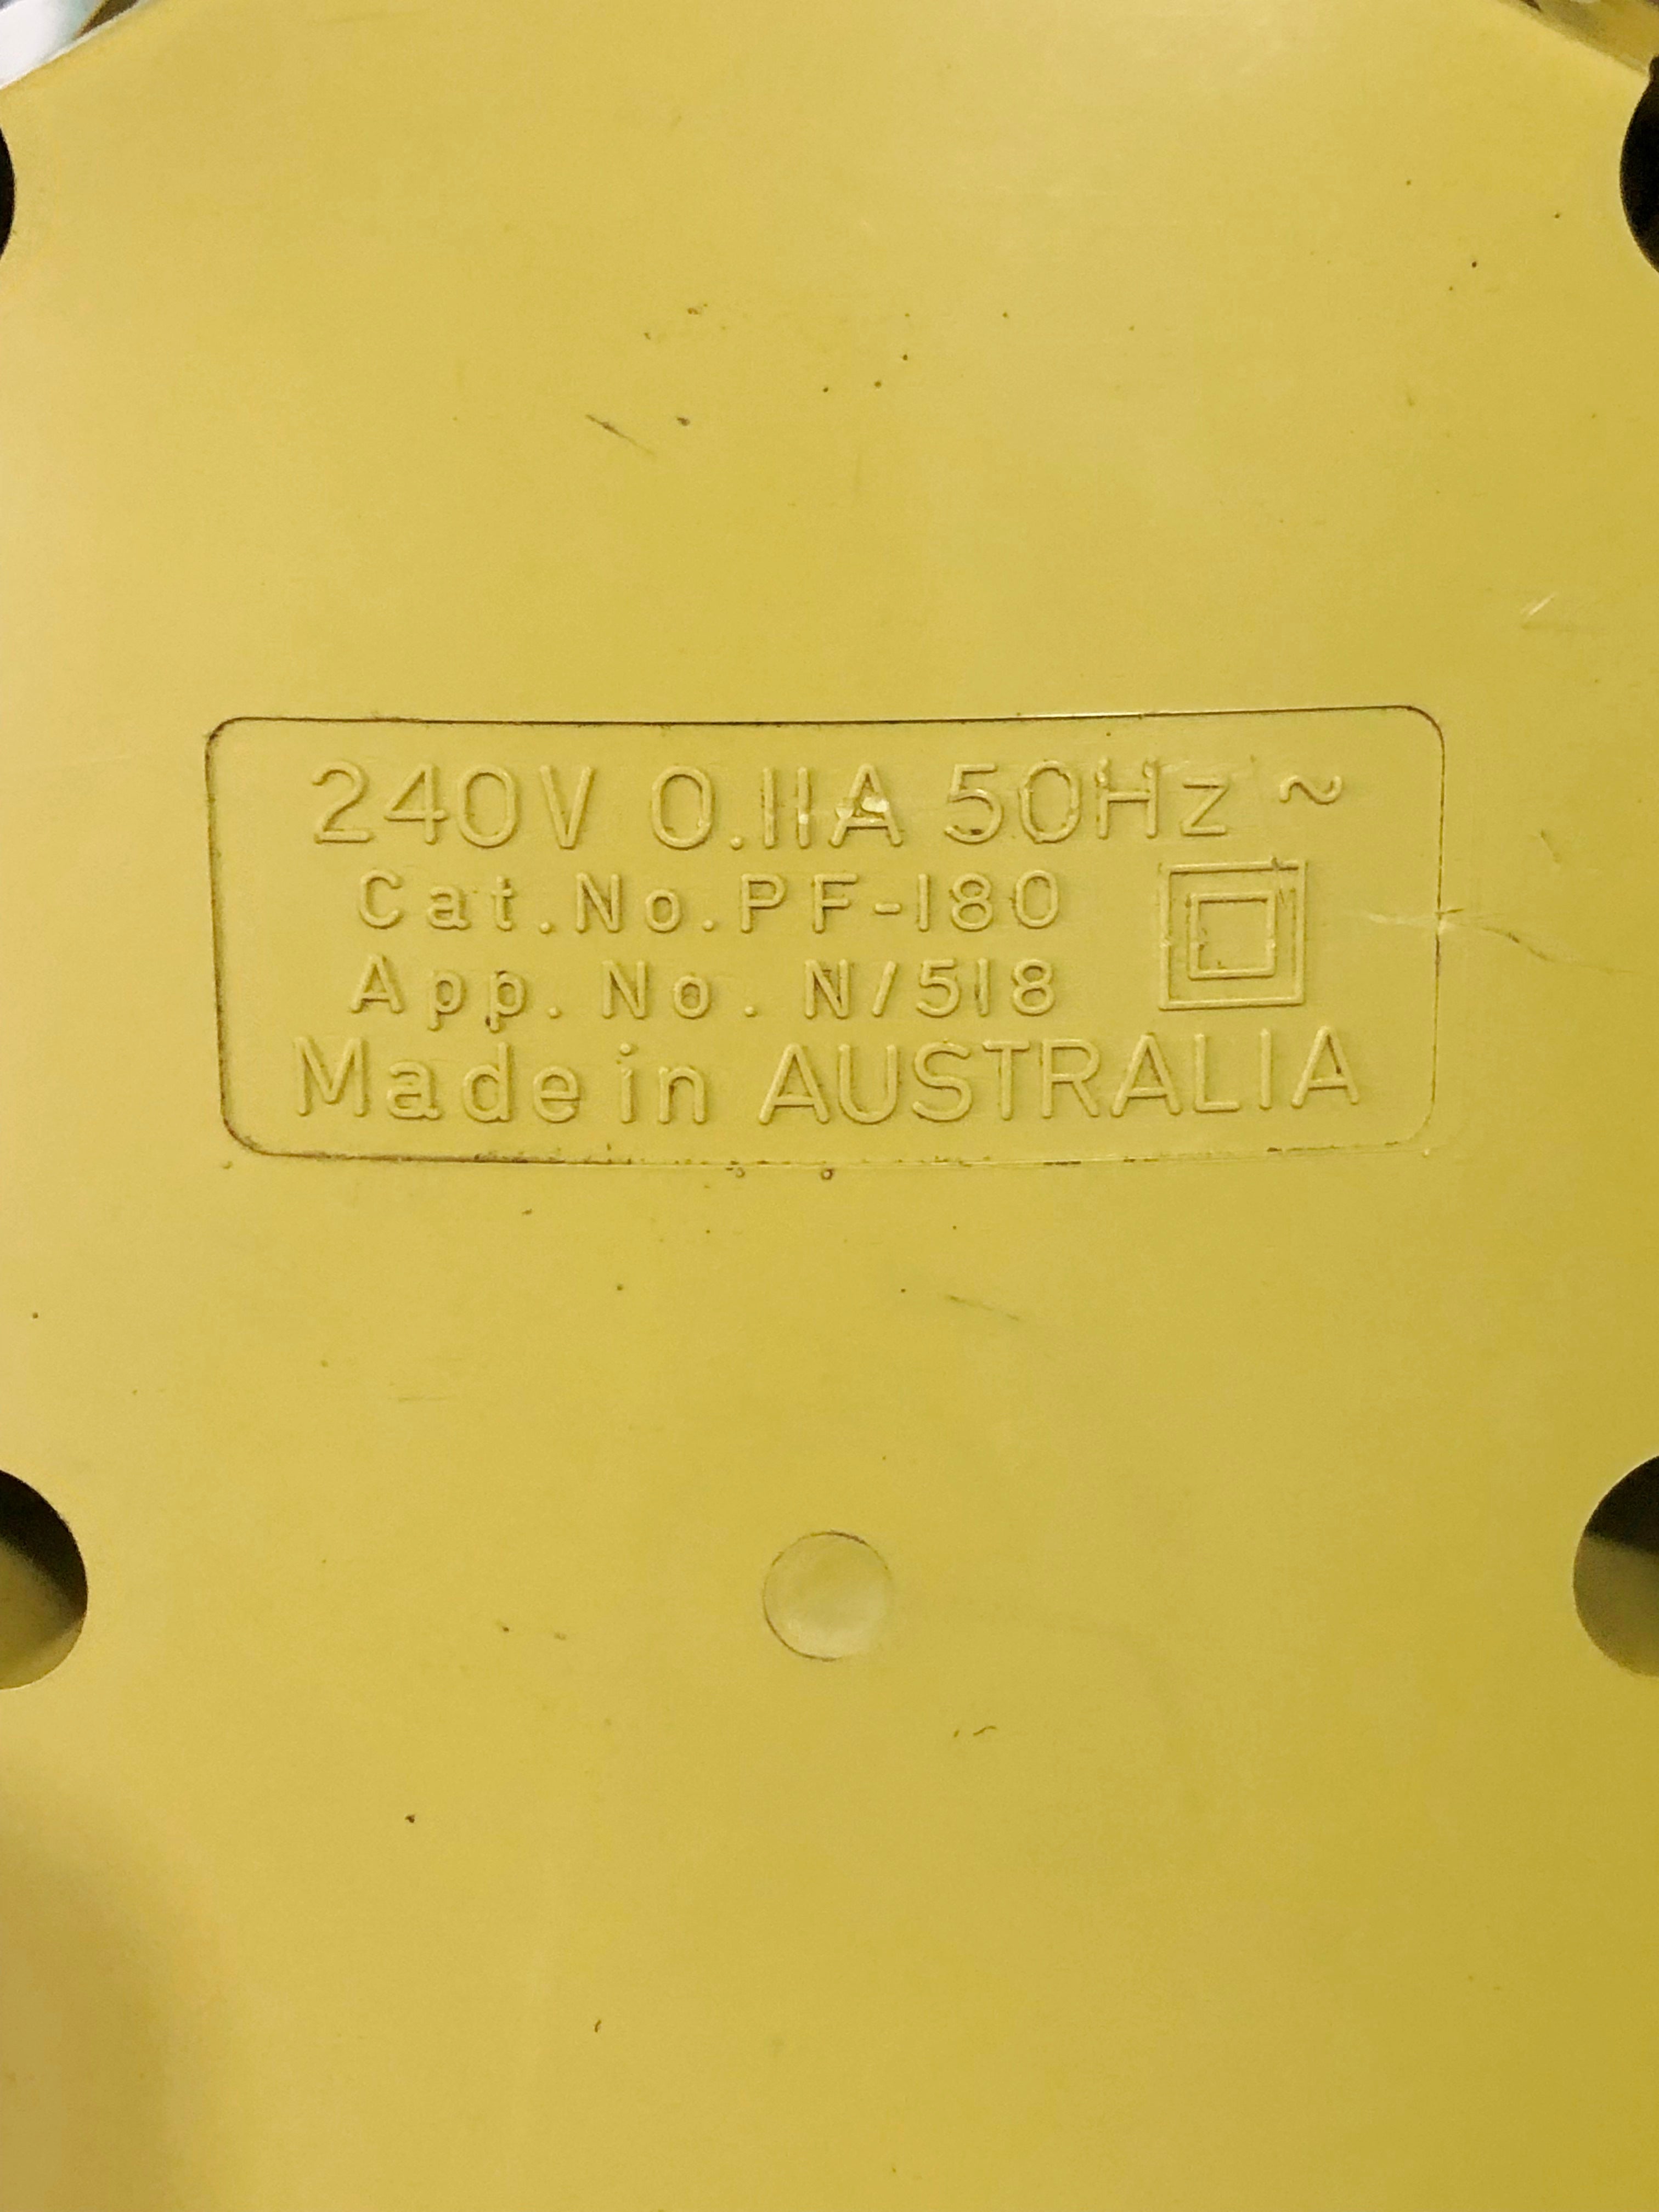 240V 0.11A 50Hz ~
Cat.No.PF-180
App. No. N/518
Made in AUSTRALIA